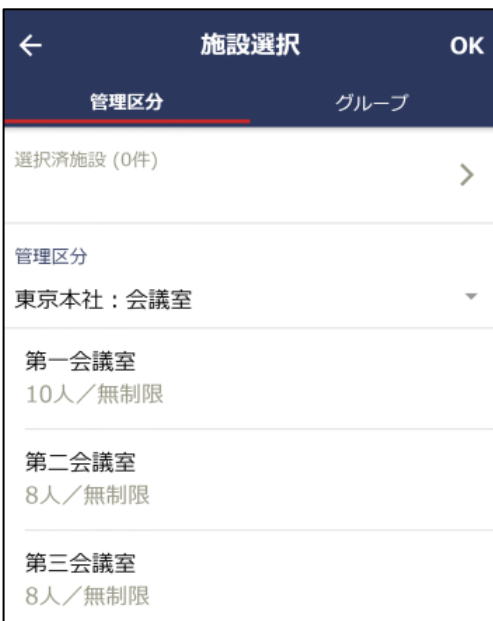 施設選択 OK
管理区分 グループ
選択済施設 (0件)
管理区分
東京本社：会議室
第一会議室
10人／無制限
第二会議室
8人／無制限
第三会議室
8人／無制限